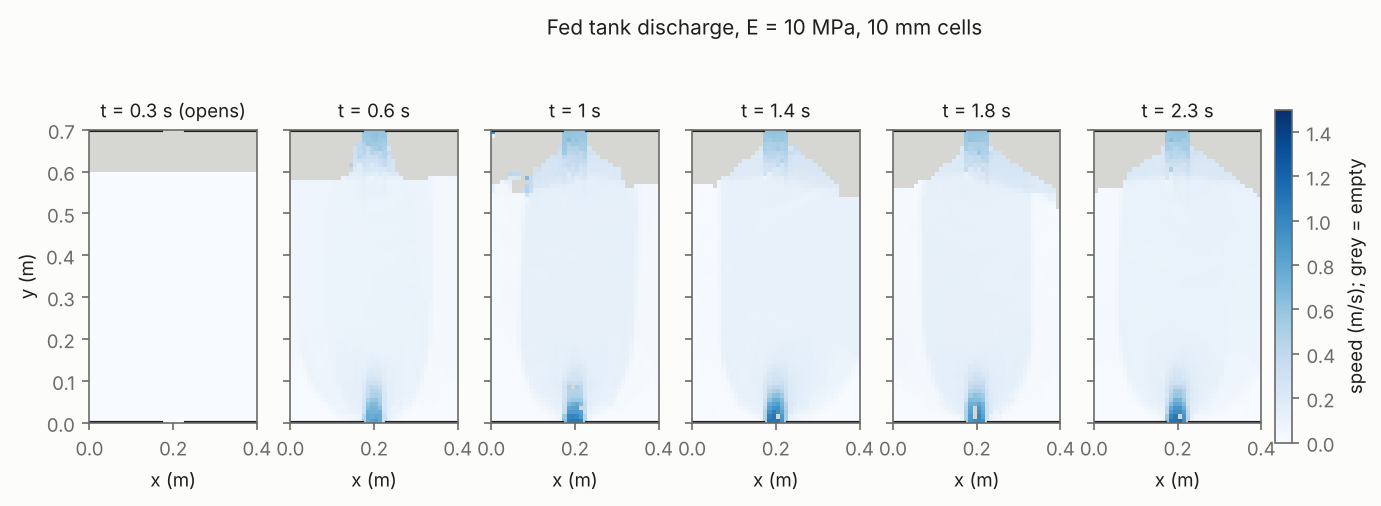 Fed tank discharge, E = 10 MPa, 10 mm cells
t = 0.3 s (opens)
t = 0.6 s
t = 1 s
t = 1.4 s
t = 1.8 s
t = 2.3 s
0.7
0.6
0.5
0.4
0.3
0.2
0.1
0.0
y (m)
0.0 0.2 0.4
0.0 0.2 0.4
0.0 0.2 0.4
0.0 0.2 0.4
0.0 0.2 0.4
0.0 0.2 0.4
x (m)
x (m)
x (m)
x (m)
x (m)
x (m)
1.4
1.2
1.0
0.8
0.6
0.4
0.2
0.0
speed (m/s); grey = empty